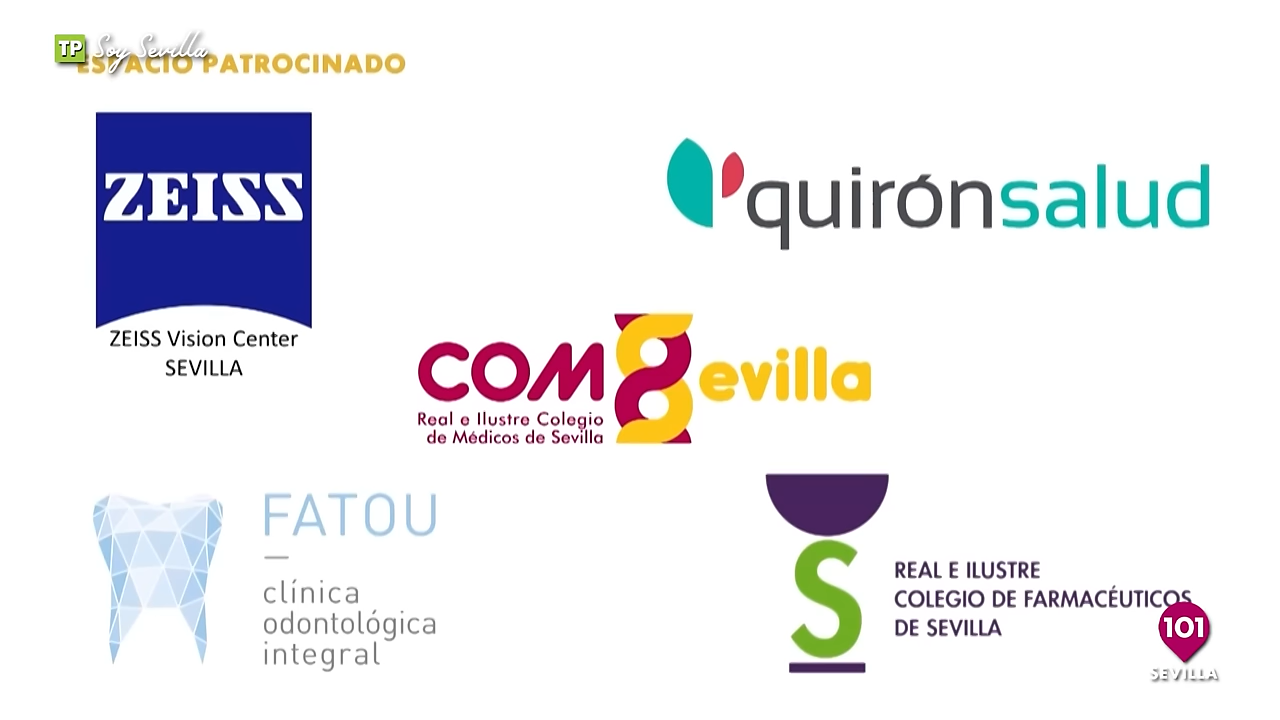 TP Soy Sevilla
ESPACIO PATROCINADO
ZEISS
ZEISS Vision Center
SEVILLA
quirónsalud
COM Sevilla
Real e Ilustre Colegio
de Médicos de Sevilla
FATOU
clínica
odontológica
integral
S
REAL E ILUSTRE
COLEGIO DE FARMACÉUTICOS
DE SEVILLA
101
SEVILLA